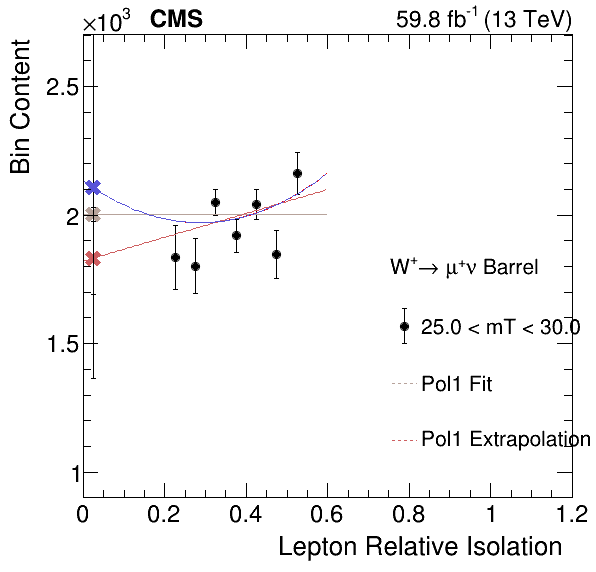 ×10³ CMS 59.8 fb⁻¹ (13 TeV)
Bin Content
2.5
2
1.5
1
W⁺→ μ⁺ν Barrel
25.0 < mT < 30.0
Pol1 Fit
Pol1 Extrapolation
0 0.2 0.4 0.6 0.8 1 1.2
Lepton Relative Isolation